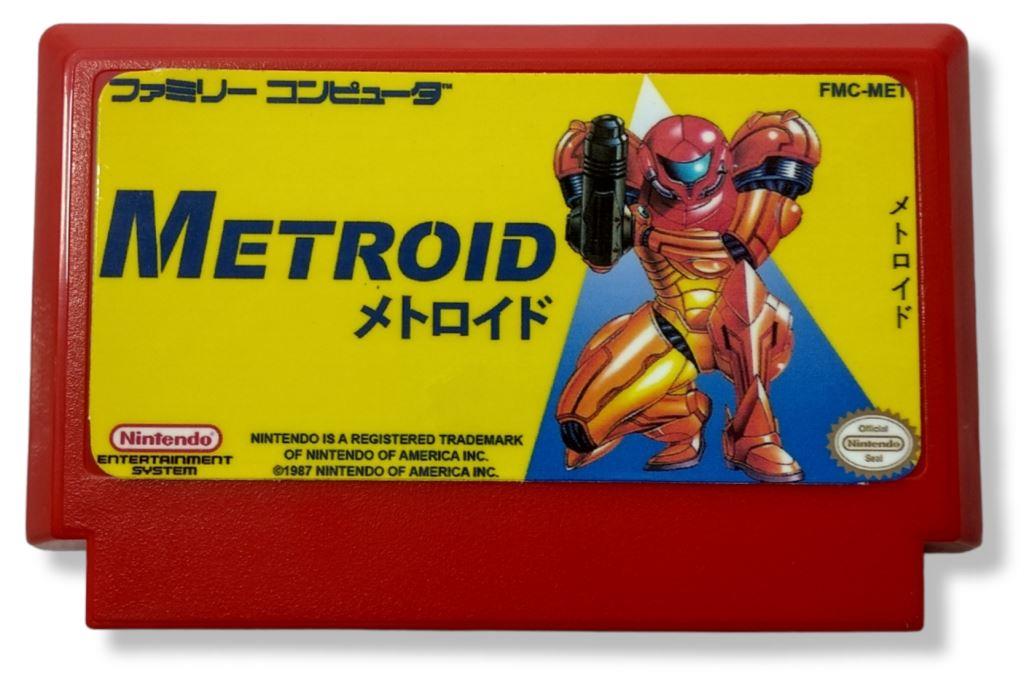 ファミリー コンピュータ™
FMC-MET
METROID
メトロイド
メトロイド
Nintendo®
ENTERTAINMENT
SYSTEM
NINTENDO IS A REGISTERED TRADEMARK
OF NINTENDO OF AMERICA INC.
©1987 NINTENDO OF AMERICA INC.
Official
Nintendo
Seal